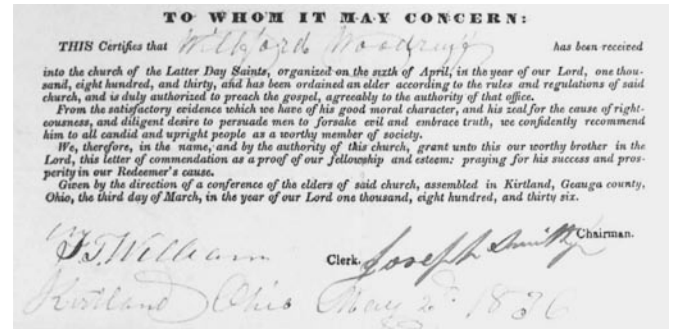 TO WHOM IT MAY CONCERN:
THIS Certifies that Wilford Woodruff has been received
into the church of the Latter Day Saints, organized on the sixth of April, in the year of our Lord, one thou-
sand, eight hundred, and thirty, and has been ordained an elder according to the rules and regulations of said
church, and is duly authorized to preach the gospel, agreeably to the authority of that office.
From the satisfactory evidence which we have of his good moral character, and his zeal for the cause of right-
eousness, and diligent desire to persuade men to forsake evil and embrace truth, we confidently recommend
him to all candid and upright people as a worthy member of society.
We, therefore, in the name, and by the authority of this church, grant unto this our worthy brother in the
Lord, this letter of commendation as a proof of our fellowship and esteem: praying for his success and pros-
perity in our Redeemer's cause.
Given by the direction of a conference of the elders of said church, assembled in Kirtland, Geauga county,
Ohio, the third day of March, in the year of our Lord one thousand, eight hundred, and thirty six.
William Clerk. Joseph Smith Chairman.
Kirtland Ohio May 2d. 1836